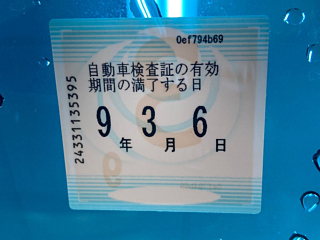 0ef794b69
自動車検査証の有効
期間の満了する日
9年 3月 6日
24331135395